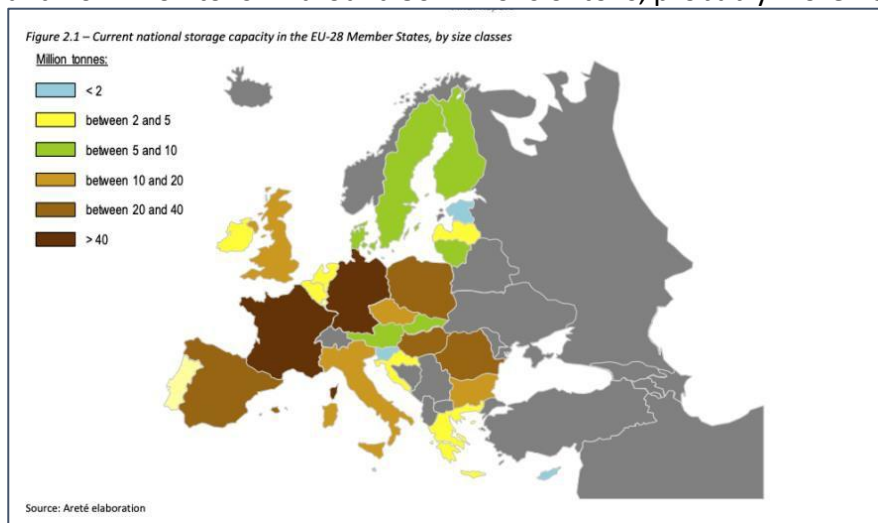 Figure 2.1 – Current national storage capacity in the EU-28 Member States, by size classes
Million tonnes:
< 2
between 2 and 5
between 5 and 10
between 10 and 20
between 20 and 40
> 40
Source: Areté elaboration